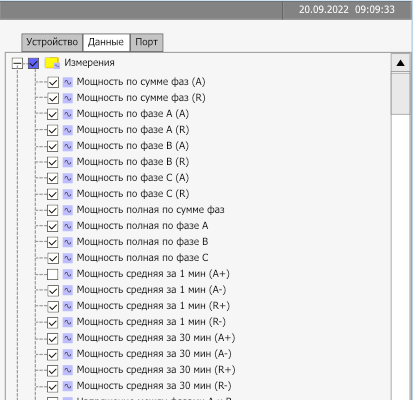 20.09.2022 09:09:33
Устройство Данные Порт
Измерения
Мощность по сумме фаз (A)
Мощность по сумме фаз (R)
Мощность по фазе A (A)
Мощность по фазе A (R)
Мощность по фазе B (A)
Мощность по фазе B (R)
Мощность по фазе C (A)
Мощность по фазе C (R)
Мощность полная по сумме фаз
Мощность полная по фазе A
Мощность полная по фазе B
Мощность полная по фазе C
Мощность средняя за 1 мин (A+)
Мощность средняя за 1 мин (A-)
Мощность средняя за 1 мин (R+)
Мощность средняя за 1 мин (R-)
Мощность средняя за 30 мин (A+)
Мощность средняя за 30 мин (A-)
Мощность средняя за 30 мин (R+)
Мощность средняя за 30 мин (R-)